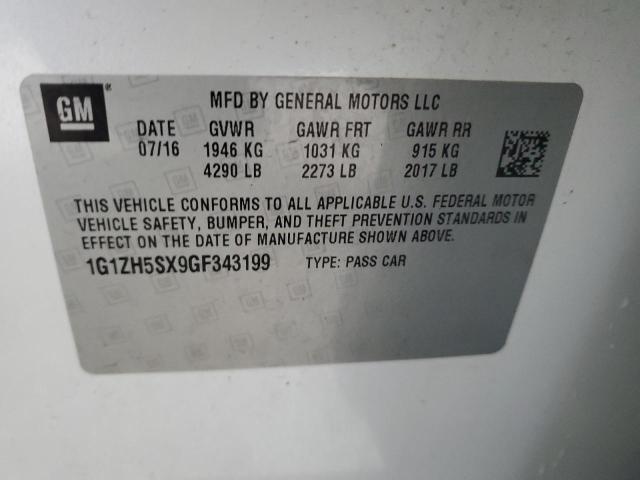 GM ®
MFD BY GENERAL MOTORS LLC
DATE GVWR GAWR FRT GAWR RR
07/16 1946 KG 1031 KG 915 KG
4290 LB 2273 LB 2017 LB
THIS VEHICLE CONFORMS TO ALL APPLICABLE U.S. FEDERAL MOTOR
VEHICLE SAFETY, BUMPER, AND THEFT PREVENTION STANDARDS IN
EFFECT ON THE DATE OF MANUFACTURE SHOWN ABOVE.
1G1ZH5SX9GF343199 TYPE: PASS CAR